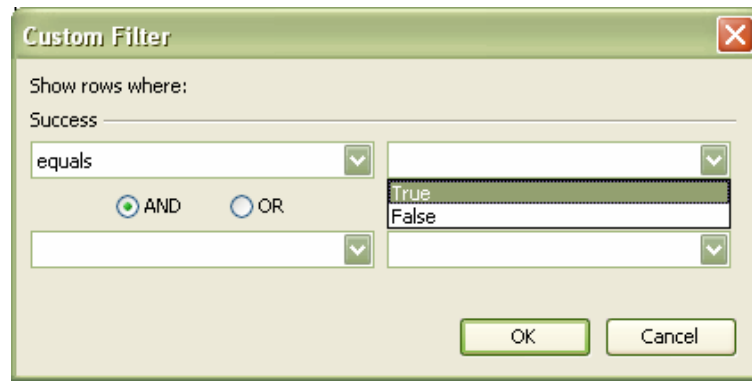 Custom Filter
Show rows where:
Success
equals
True
AND OR
False
OK Cancel